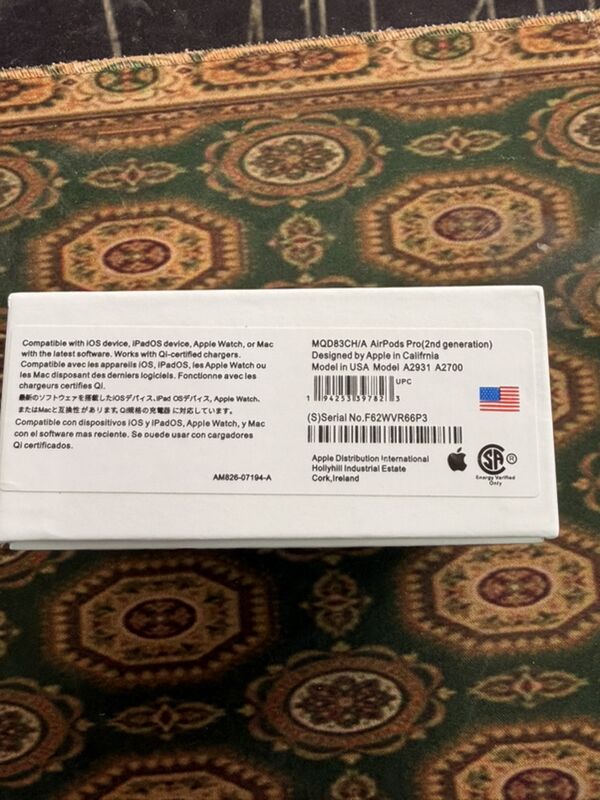 Compatible with iOS device, iPadOS device, Apple Watch, or Mac
with the latest software. Works with Qi-certified chargers.
Compatible avec les appareils iOS, iPadOS, les Apple Watch ou
les Mac disposant des derniers logiciels. Fonctionne avec les
chargeurs certifies Qi.
最新のソフトウェアを搭載したiOSデバイス、iPad OSデバイス、Apple Watch、
またはMacと互換性があります。Qi規格の充電器 に対応しています。
Compatible con dispositivos iOS y iPadOS, Apple Watch, y Mac
con el software mas reciente. Se puede usar con cargadores
Qi certificados.
AM826-07194-A
MQD83CH/A AirPods Pro(2nd generation)
Designed by Apple in Califrnia
Model in USA Model A2931 A2700
UPC
1 94253 39782 3
(S)Serial No.F62WVR66P3
Apple Distribution International
Hollyhill Industrial Estate
Cork,Ireland
SA ®
Energy Verified
Only